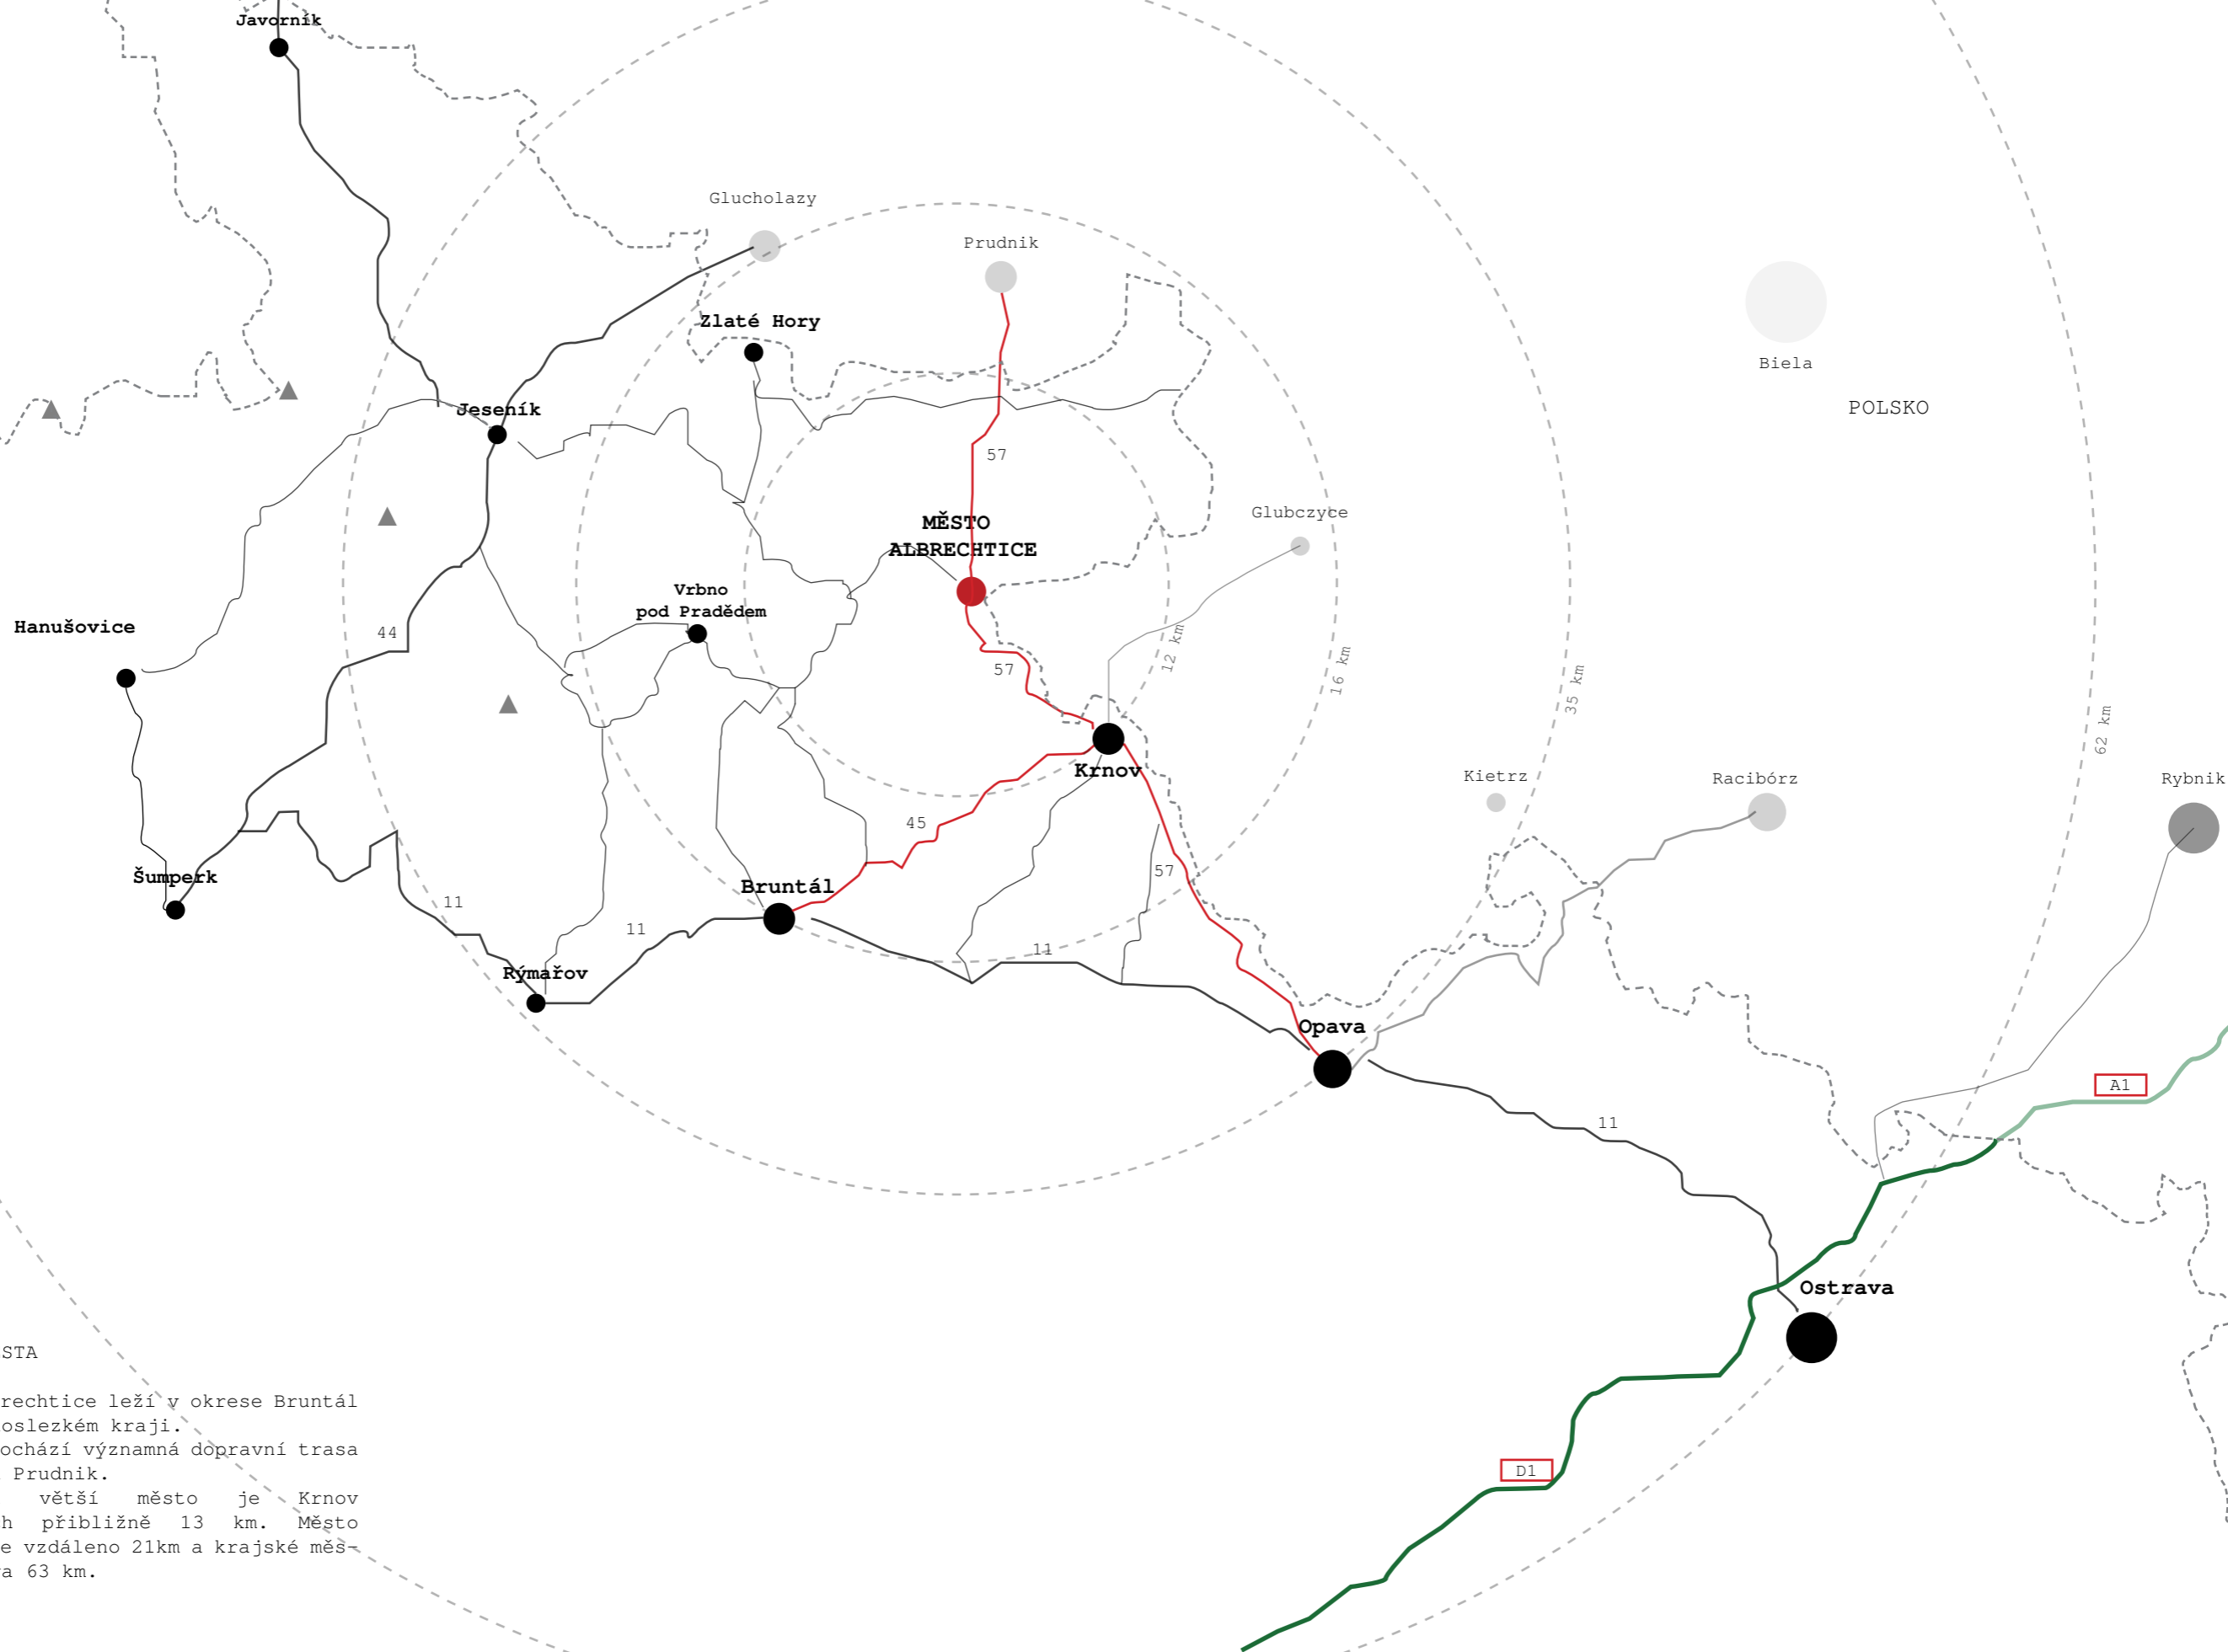 Javorník
Glucholazy
Prudnik
Zlaté Hory
Biela
POLSKO
Jeseník
57
MĚSTO
ALBRECHTICE
Glubczyce
Vrbno
pod Pradědem
Hanušovice
44
57
12 km
16 km
35 km
62 km
Krnov
Kietrz
Racibórz
Rybnik
45
Šumperk
Bruntál
57
11
11
11
Rýmařov
Opava
A1
11
Ostrava
D1
STA
rechtice leží v okrese Bruntál
oslezkém kraji.
ochází významná dopravní trasa
Prudnik.
větší město je Krnov
h přibližně 13 km. Město
e vzdáleno 21km a krajské měs-
a 63 km.